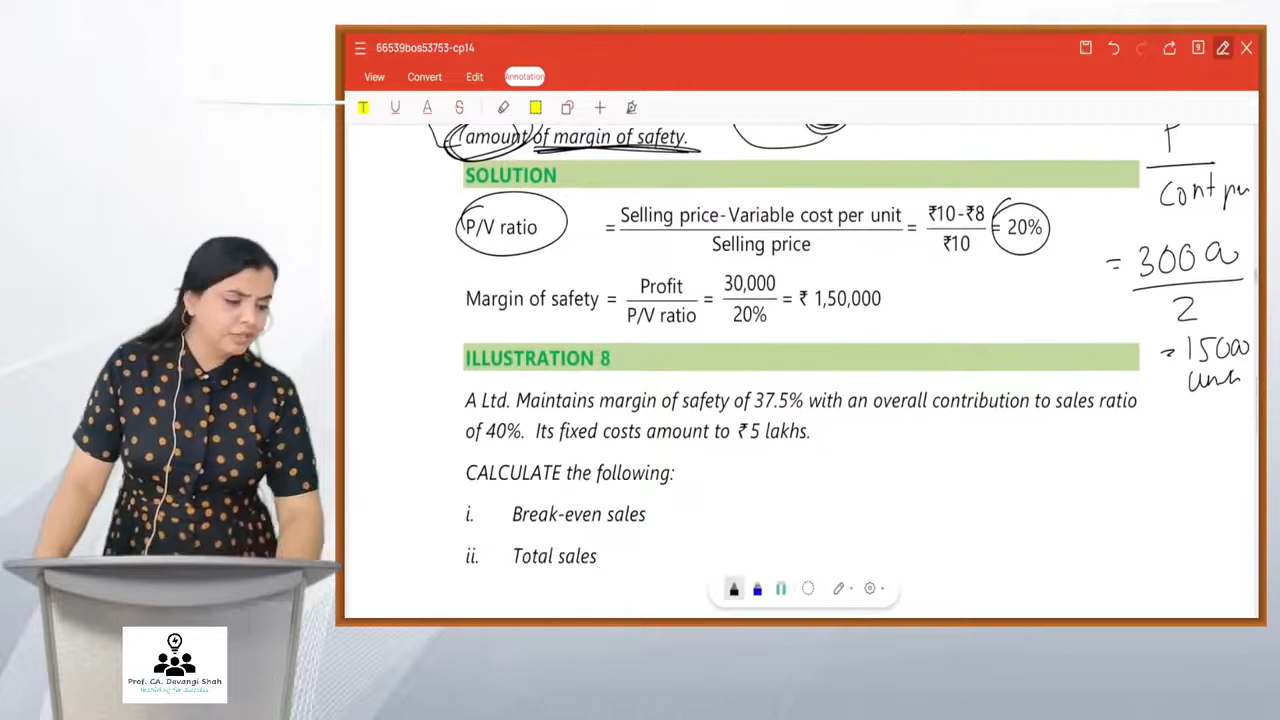 66539bos53753-cp14
View Convert Edit Annotation
T U A S
amount of margin of safety.
SOLUTION
P/V ratio = Selling price-Variable cost per unit / Selling price = ₹10-₹8 / ₹10 = 20%
Margin of safety = Profit / P/V ratio = 30,000 / 20% = ₹ 1,50,000
P
cont pu
= 30000
2
= 15000
units
ILLUSTRATION 8
A Ltd. Maintains margin of safety of 37.5% with an overall contribution to sales ratio
of 40%. Its fixed costs amount to ₹ 5 lakhs.
CALCULATE the following:
i. Break-even sales
ii. Total sales
Prof. CA. Devangi Shah